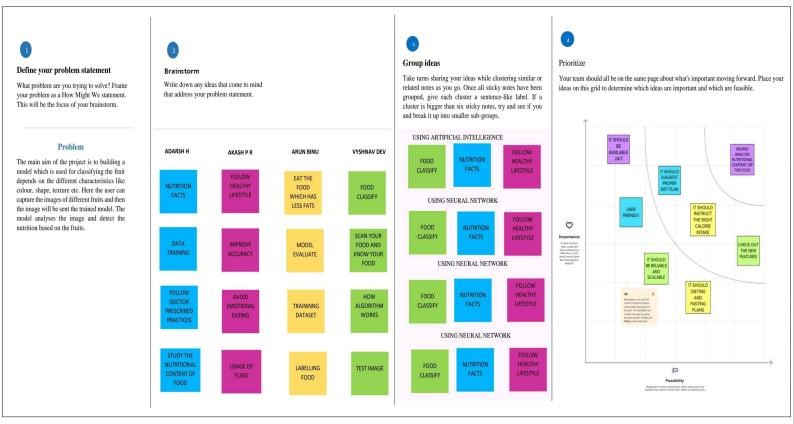 1
Define your problem statement
What problem are you trying to solve? Frame
your problem as a How Might We statement.
This will be the focus of your brainstorm.
Problem
The main aim of the project is to building a
model which is used for classifying the fruit
depends on the different characteristics like
colour, shape, texture etc. Here the user can
capture the images of different fruits and then
the image will be sent the trained model. The
model analyses the image and detect the
nutrition based on the fruits.
2
Brainstorm
Write down any ideas that come to mind
that address your problem statement.
ADARSH H
AKASH P R
ARUN BINU
VYSHNAV DEV
NUTRITION
FACTS
FOLLOW
HEALTHY
LIFESTYLE
EAT THE
FOOD
WHICH HAS
LESS FATS
FOOD
CLASSIFY
DATA
TRAINING
IMPROVE
ACCURACY
MODEL
EVALUATE
SCAN YOUR
FOOD AND
KNOW YOUR
FOOD
FOLLOW
DOCTOR
PRESCRIBED
PRACTICES
AVOID
EMOTIONAL
EATING
TRAINNING
DATASET
HOW
ALGORITHM
WORKS
STUDY THE
NUTRITIONAL
CONTENT OF
FOOD
USAGE OF
FLASK
LABELLING
FOOD
TEST IMAGE
3
Group ideas
Take turns sharing your ideas while clustering similar or
related notes as you go. Once all sticky notes have been
grouped, give each cluster a sentence-like label. If a
cluster is bigger than six sticky notes, try and see if you
and break it up into smaller sub-groups.
USING ARTIFICIAL INTELLIGENCE
FOOD
CLASSIFY
NUTRITION
FACTS
FOLLOW
HEALTHY
LIFESTYLE
USING NEURAL NETWORK
FOOD
CLASSIFY
NUTRITION
FACTS
FOLLOW
HEALTHY
LIFESTYLE
USING NEURAL NETWORK
FOOD
CLASSIFY
NUTRITION
FACTS
FOLLOW
HEALTHY
LIFESTYLE
USING NEURAL NETWORK
FOOD
CLASSIFY
NUTRITION
FACTS
FOLLOW
HEALTHY
LIFESTYLE
4
Prioritize
Your team should all be on the same page about what's important moving forward. Place your
ideas on this grid to determine which ideas are important and which are feasible.
IT SHOULD
BE
AVAILABLE
24/7
IT SHOULD
SUGGEST
PROPER
DIET PLAN
NUTRITIONAL
CONTENT OF
THE FOOD
USER
FRIENDLY
IT SHOULD
INSTRUCT
THE RIGHT
CALORIE
INTAKE
CHECK OUT
THE NEW
FEATURES
IT SHOULD
BE RELIABLE
AND
SCALABLE
IT SHOULD
DIETING
AND
FASTING
PLANS
Importance
Feasibility